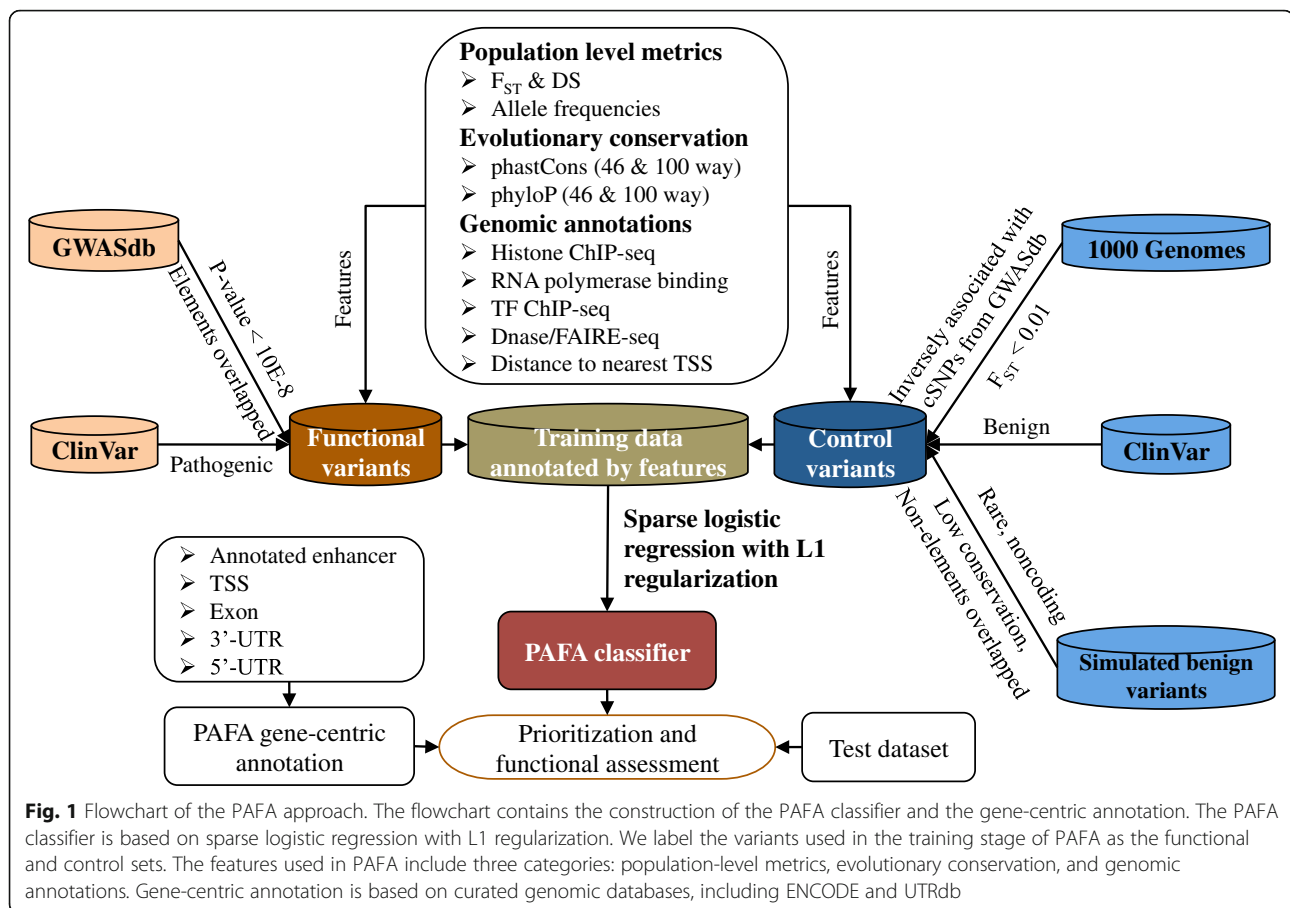 Population level metrics
➢ F_ST & DS
➢ Allele frequencies
Evolutionary conservation
➢ phastCons (46 & 100 way)
➢ phyloP (46 & 100 way)
Genomic annotations
➢ Histone ChIP-seq
➢ RNA polymerase binding
➢ TF ChIP-seq
➢ Dnase/FAIRE-seq
➢ Distance to nearest TSS
GWASdb
P-value < 10E-8
Elements overlapped
Features
Features
Inversely associated with
cSNPs from GWASdb
F_ST < 0.01
1000 Genomes
ClinVar
Pathogenic
Functional
variants
Training data
annotated by features
Control
variants
Benign
ClinVar
Rare, noncoding
Low conservation,
Non-elements overlapped
Simulated benign
variants
Sparse logistic
regression with L1
regularization
➢ Annotated enhancer
➢ TSS
➢ Exon
➢ 3’-UTR
➢ 5’-UTR
PAFA classifier
PAFA gene-centric
annotation
Prioritization and
functional assessment
Test dataset
Fig. 1 Flowchart of the PAFA approach. The flowchart contains the construction of the PAFA classifier and the gene-centric annotation. The PAFA
classifier is based on sparse logistic regression with L1 regularization. We label the variants used in the training stage of PAFA as the functional
and control sets. The features used in PAFA include three categories: population-level metrics, evolutionary conservation, and genomic
annotations. Gene-centric annotation is based on curated genomic databases, including ENCODE and UTRdb